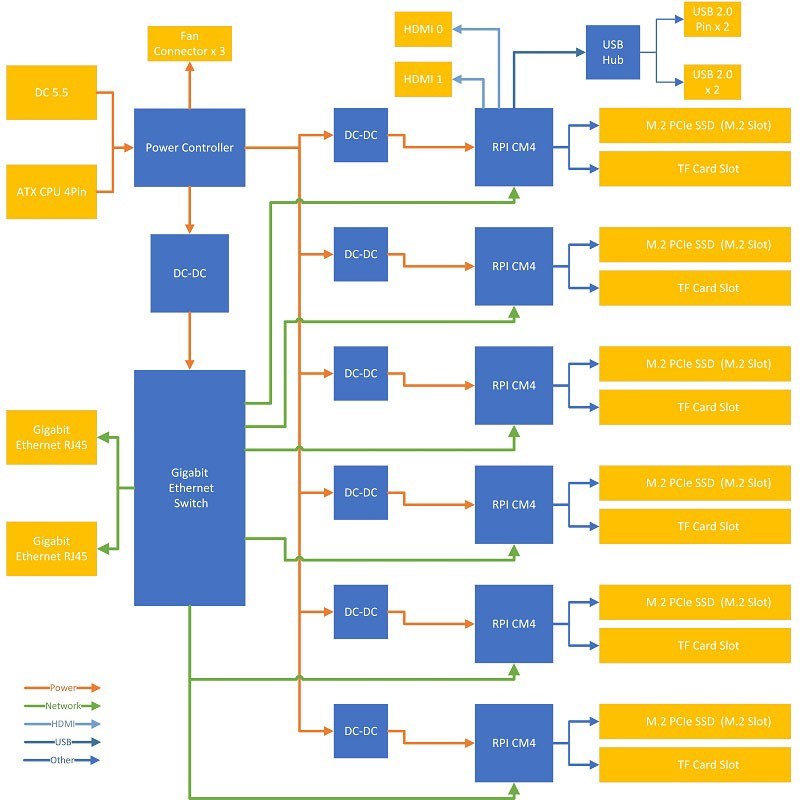 Fan
Connector x 3
HDMI 0
HDMI 1
USB
Hub
USB 2.0
Pin x 2
USB 2.0
x 2
DC 5.5
ATX CPU 4Pin
Power Controller
DC-DC
RPI CM4
M.2 PCIe SSD (M.2 Slot)
TF Card Slot
DC-DC
DC-DC
RPI CM4
M.2 PCIe SSD (M.2 Slot)
TF Card Slot
DC-DC
RPI CM4
M.2 PCIe SSD (M.2 Slot)
TF Card Slot
Gigabit
Ethernet RJ45
Gigabit
Ethernet RJ45
Gigabit
Ethernet
Switch
DC-DC
RPI CM4
M.2 PCIe SSD (M.2 Slot)
TF Card Slot
DC-DC
RPI CM4
M.2 PCIe SSD (M.2 Slot)
TF Card Slot
DC-DC
RPI CM4
M.2 PCIe SSD (M.2 Slot)
TF Card Slot
Power
Network
HDMI
USB
Other